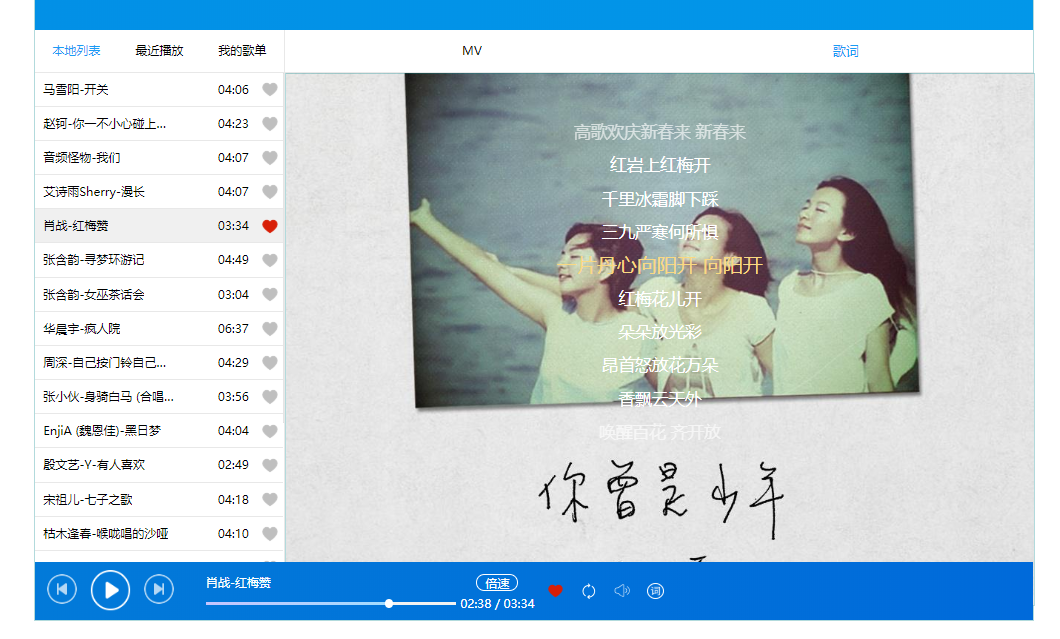 本地列表 最近播放 我的歌单 MV 歌词
马雪阳-开关 04:06
赵钶-你一不小心碰上... 04:23
音频怪物-我们 04:07
艾诗雨Sherry-漫长 04:07
肖战-红梅赞 03:34
张含韵-寻梦环游记 04:49
张含韵-女巫茶话会 03:04
华晨宇-疯人院 06:37
周深-自己按门铃自己... 04:29
张小伙-身骑白马 (合唱... 03:56
EnjiA (魏恩佳)-黑日梦 04:04
殷文艺-Y-有人喜欢 02:49
宋祖儿-七子之歌 04:18
枯木逢春-喉咙唱的沙哑 04:10
高歌欢庆新春来 新春来
红岩上红梅开
千里冰霜脚下踩
三九严寒何所惧
一片丹心向阳开 向阳开
红梅花儿开
朵朵放光彩
昂首怒放花万朵
香飘云天外
唤醒百花 齐开放
你曾是少年
肖战-红梅赞
倍速
02:38 / 03:34
词